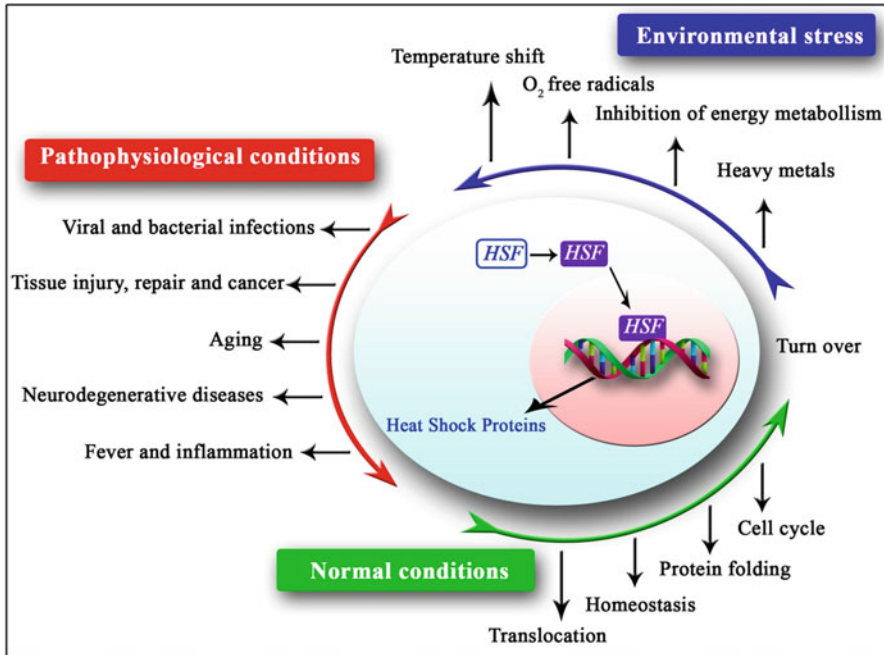 Environmental stress
Temperature shift
O2 free radicals
Inhibition of energy metabollism
Heavy metals
Pathophysiological conditions
Viral and bacterial infections
Tissue injury, repair and cancer
Aging
Neurodegenerative diseases
Fever and inflammation
HSF
HSF
HSF
Heat Shock Proteins
Turn over
Cell cycle
Protein folding
Homeostasis
Translocation
Normal conditions